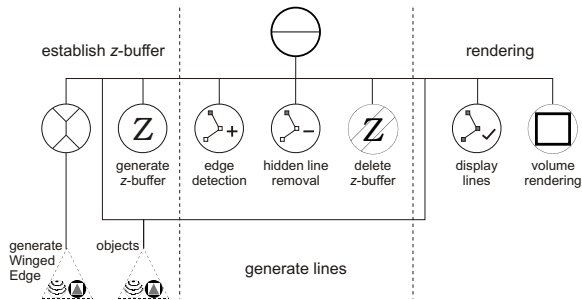 establish z-buffer
rendering
Z
generate
z-buffer
edge
detection
hidden line
removal
Z
delete
z-buffer
display
lines
volume
rendering
generate
Winged
Edge
objects
generate lines